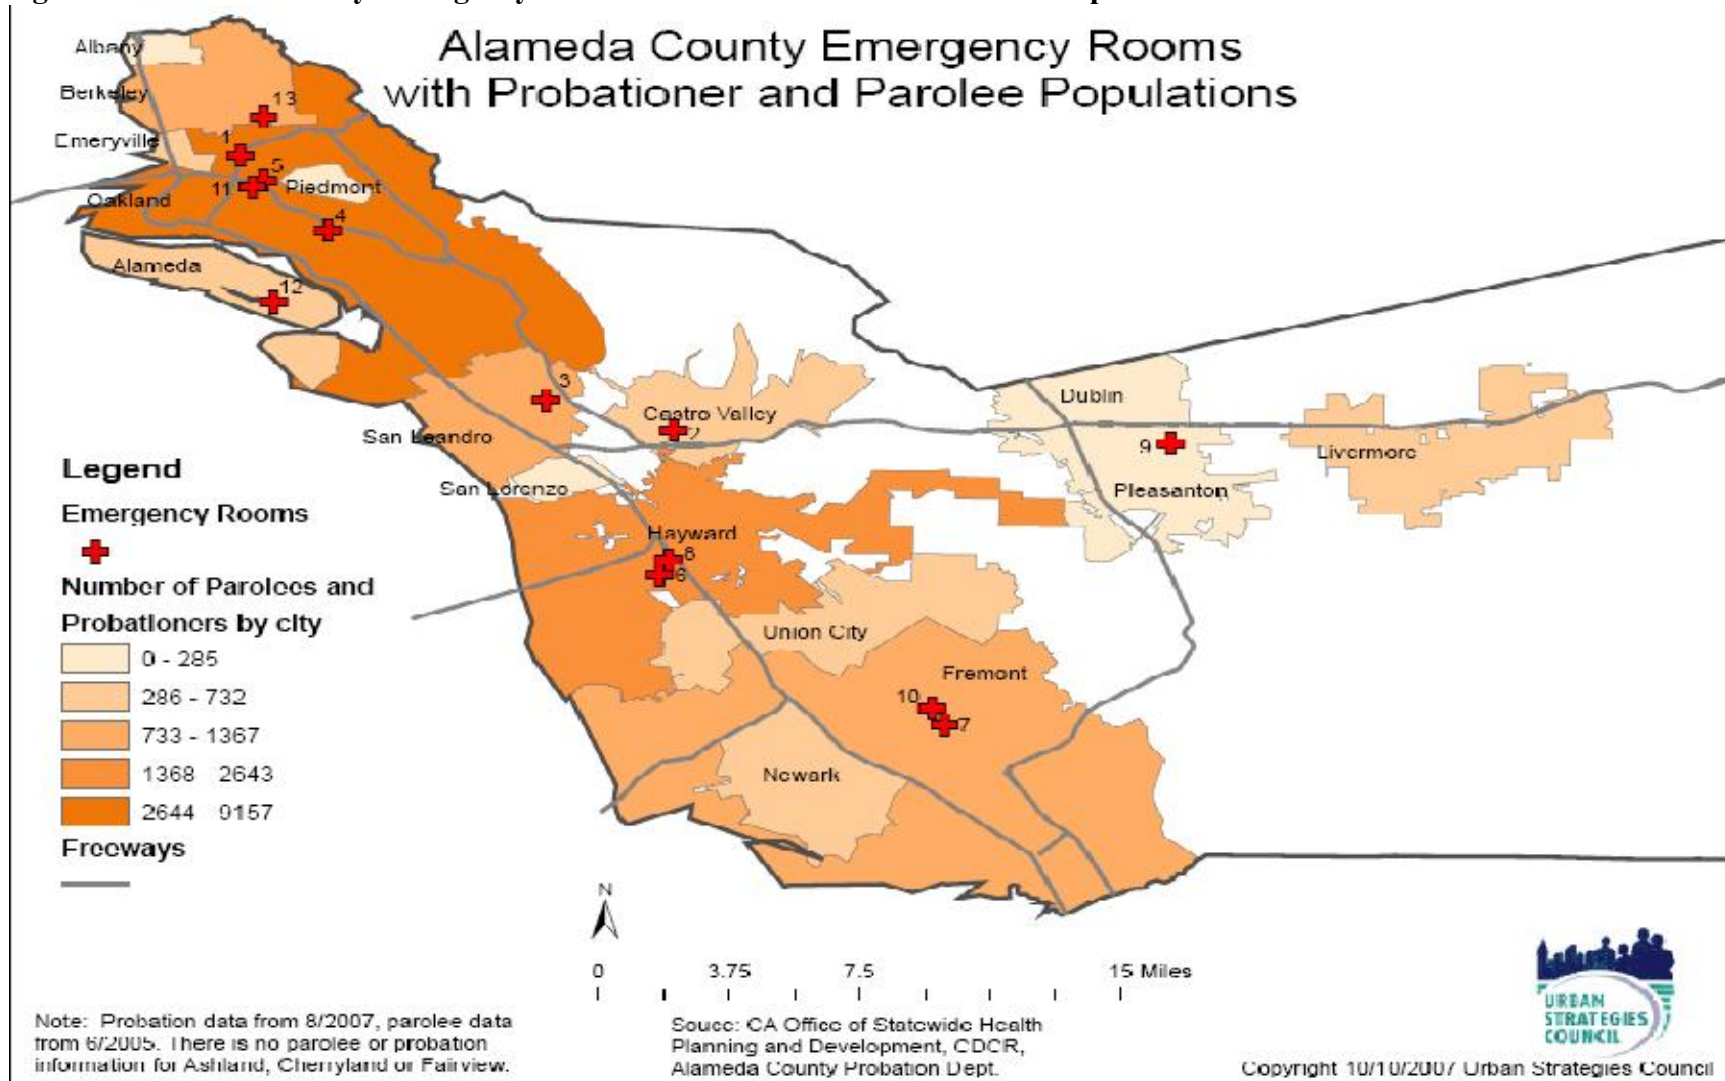 Alameda County Emergency Rooms
with Probationer and Parolee Populations
Albany
Berkeley
13
Emeryville
1
5
11
Piedmont
Oakland
4
Alameda
12
3
Castro Valley
2
San Leandro
San Lorenzo
Dublin
9
Livermore
Pleasanton
Hayward
8
6
Union City
Fremont
10
7
Newark
Legend
Emergency Rooms
Number of Parolees and
Probationers by city
0 - 285
286 - 732
733 - 1367
1368 2643
2644 9157
Freeways
N
0 3.75 7.5 15 Miles
Note: Probation data from 8/2007, parolee data
from 6/2005. There is no parolee or probation
information for Ashland, Cherryland or Fairview.
Souce: CA Office of Statewide Health
Planning and Development, CDCR,
Alameda County Probation Dept.
URBAN
STRATEGIES
COUNCIL
Copyright 10/10/2007 Urban Strategies Council